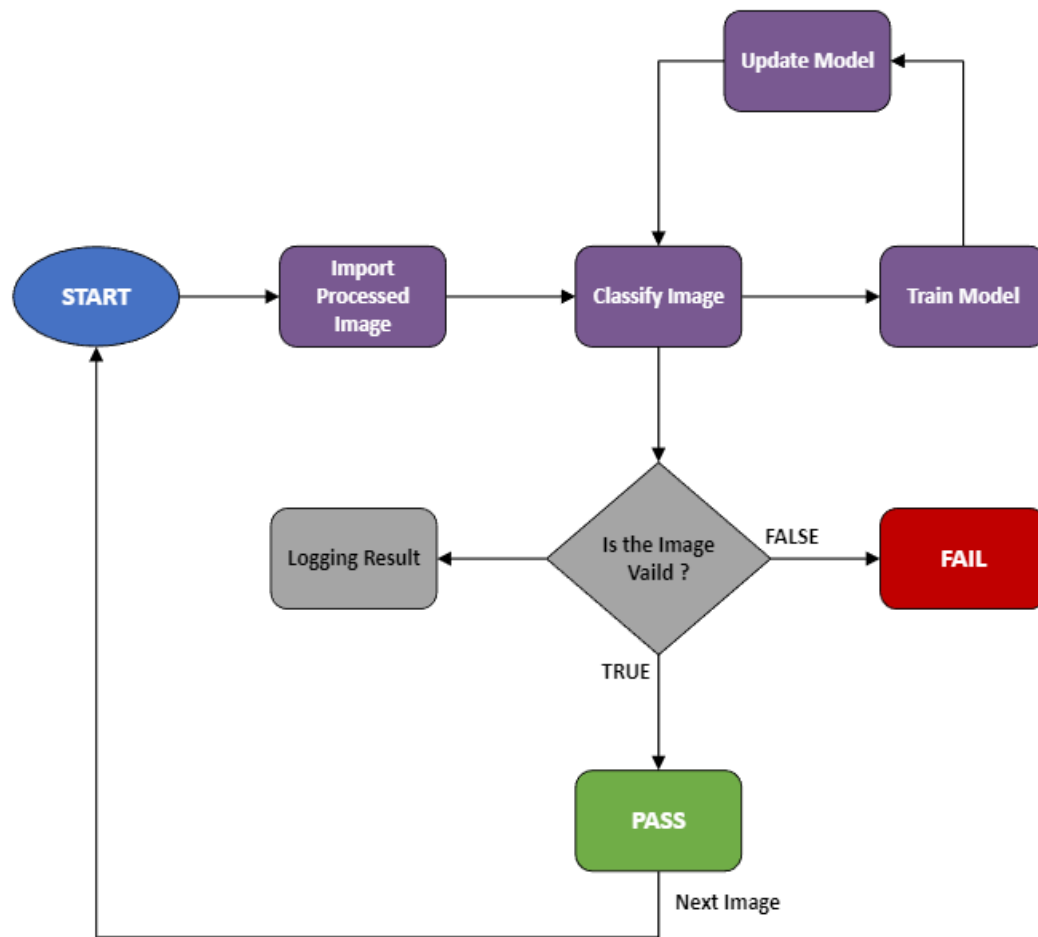 Update Model
START
Import
Processed
Image
Classify Image
Train Model
Logging Result
Is the Image
Vaild ?
FALSE
FAIL
TRUE
PASS
Next Image